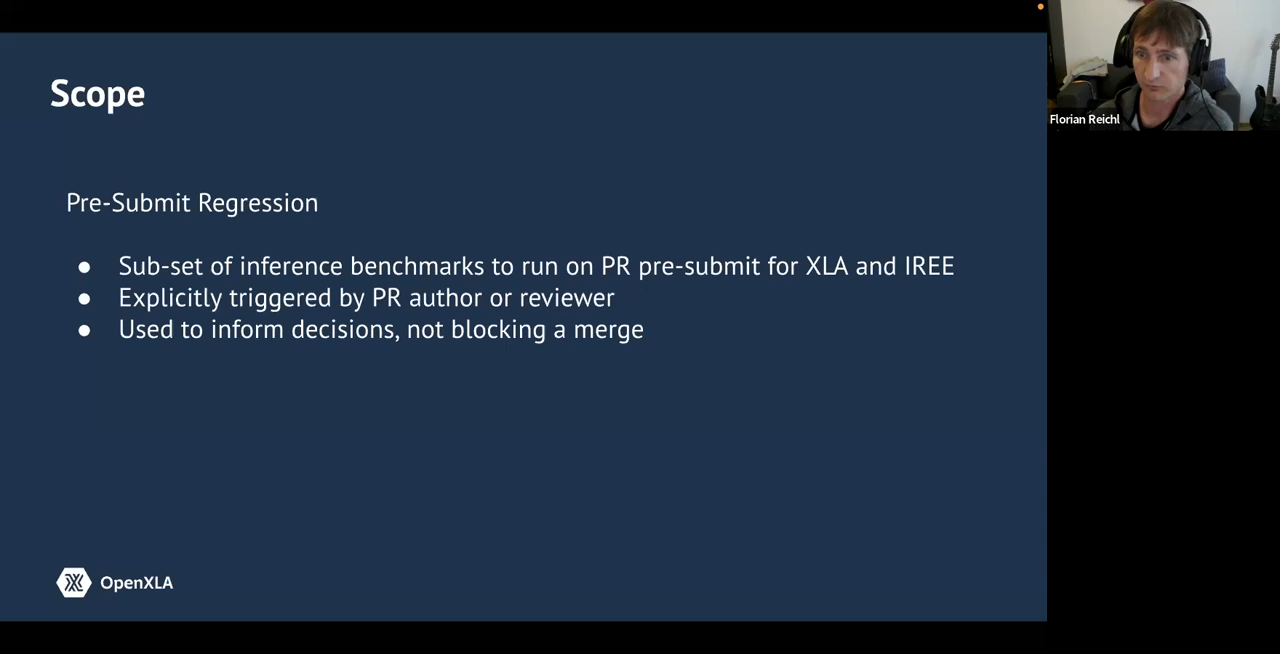 Scope
Florian Reichl
Pre-Submit Regression
● Sub-set of inference benchmarks to run on PR pre-submit for XLA and IREE
● Explicitly triggered by PR author or reviewer
● Used to inform decisions, not blocking a merge
OpenXLA